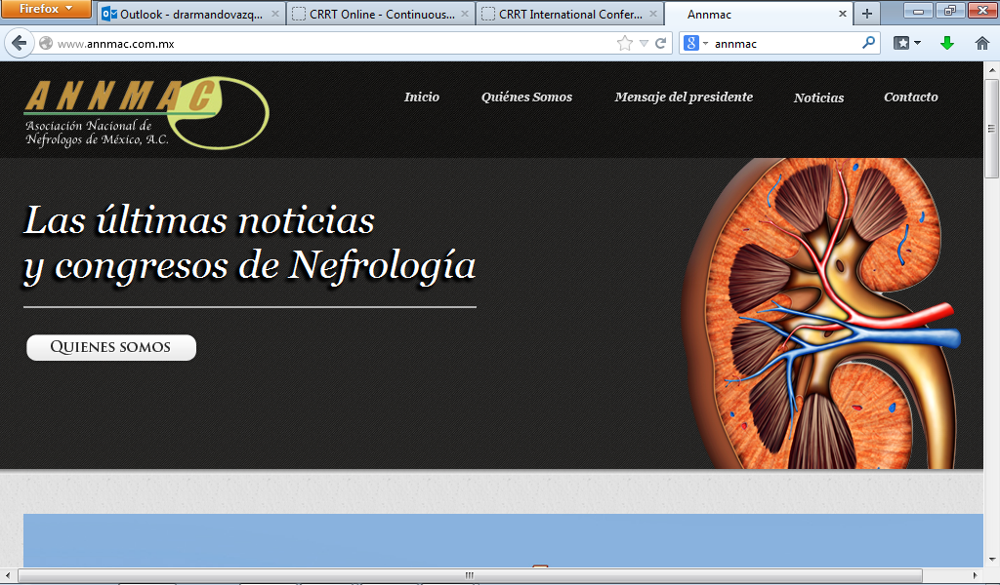 Firefox
Outlook - drarmandovazq...
CRRT Online - Continuous...
CRRT International Confer...
Annmac
www.annmac.com.mx
annmac
ANNMAC
Asociación Nacional de
Nefrologos de México, A.C.
Inicio
Quiénes Somos
Mensaje del presidente
Noticias
Contacto
Las últimas noticias
y congresos de Nefrología
QUIENES SOMOS